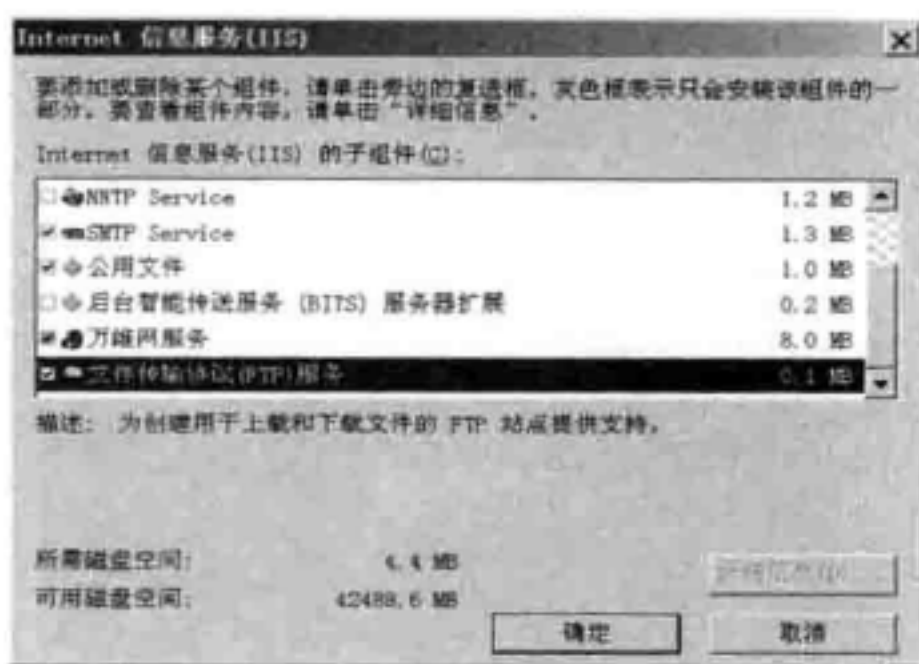 Internet 信息服务(IIS)
要添加或删除某个组件，请单击旁边的复选框。灰色框表示只会安装该组件的一
部分。要查看组件内容，请单击“详细信息”。
Internet 信息服务(IIS) 的子组件(C):
NNTP Service 1.2 MB
SMTP Service 1.3 MB
公用文件 1.0 MB
后台智能传送服务 (BITS) 服务器扩展 0.2 MB
万维网服务 8.0 MB
文件传输协议(FTP)服务 0.1 MB
描述: 为创建用于上载和下载文件的 FTP 站点提供支持。
所需磁盘空间: 4.4 MB
详细信息(D)
可用磁盘空间: 42488.6 MB
确定 取消